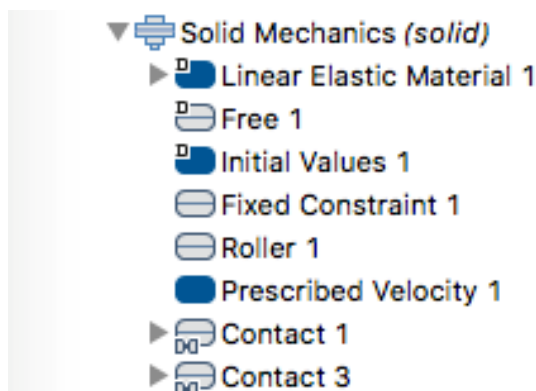 Solid Mechanics (solid)
D Linear Elastic Material 1
D Free 1
D Initial Values 1
Fixed Constraint 1
Roller 1
Prescribed Velocity 1
Contact 1
Contact 3